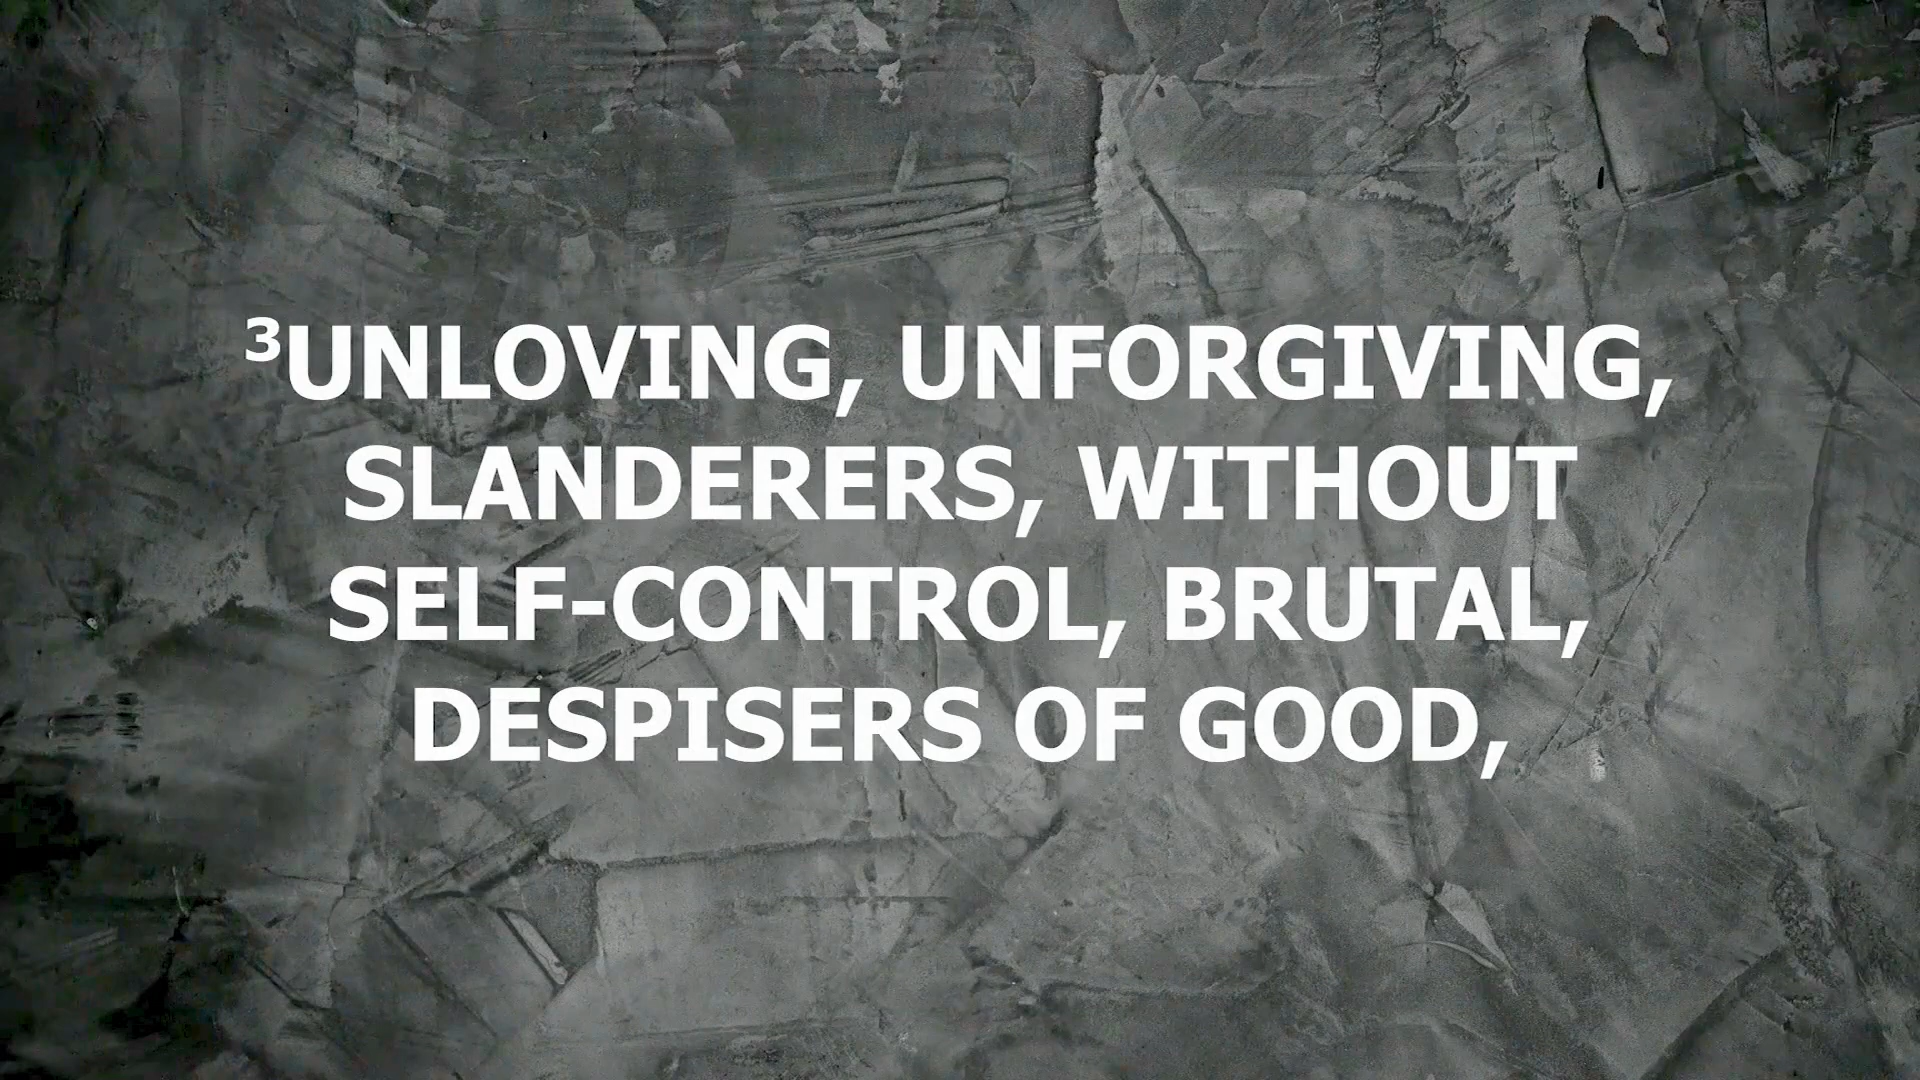 ³UNLOVING, UNFORGIVING,
SLANDERERS, WITHOUT
SELF-CONTROL, BRUTAL,
DESPISERS OF GOOD,